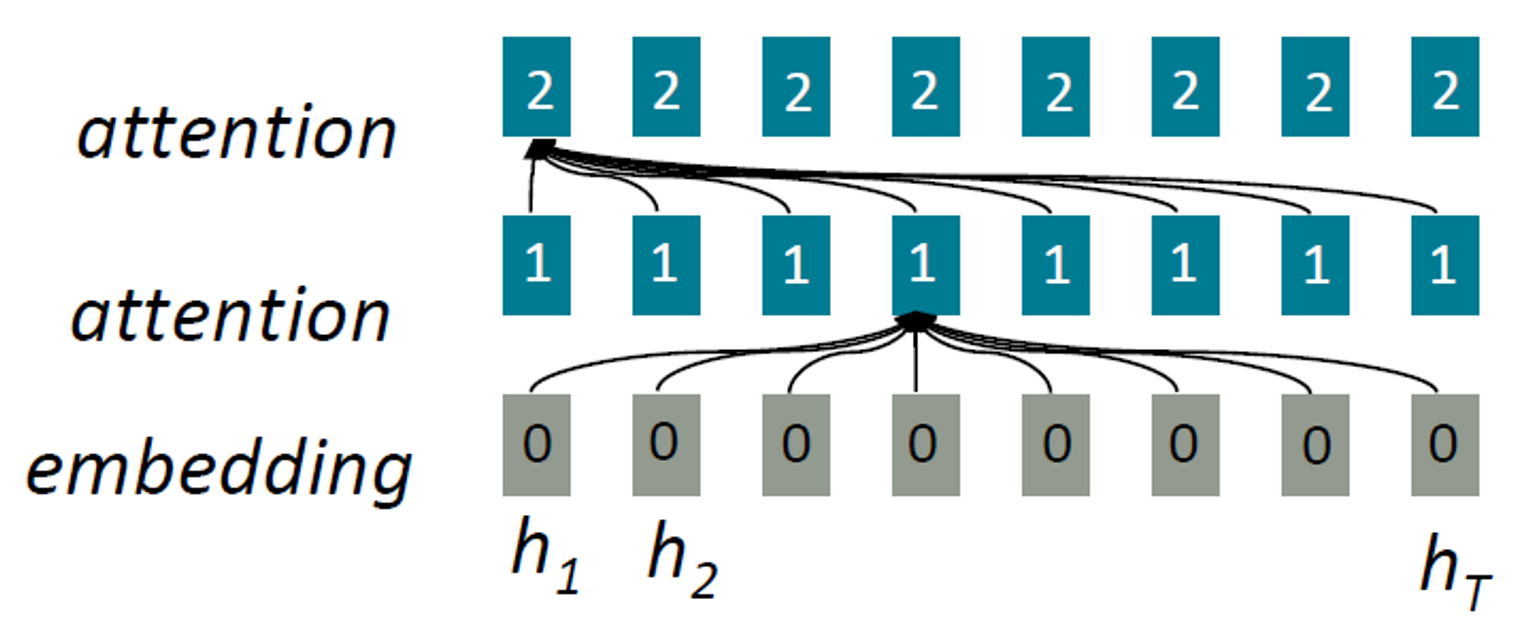 2 2 2 2 2 2 2 2
attention
1 1 1 1 1 1 1 1
attention
0 0 0 0 0 0 0 0
embedding
h1 h2 hT